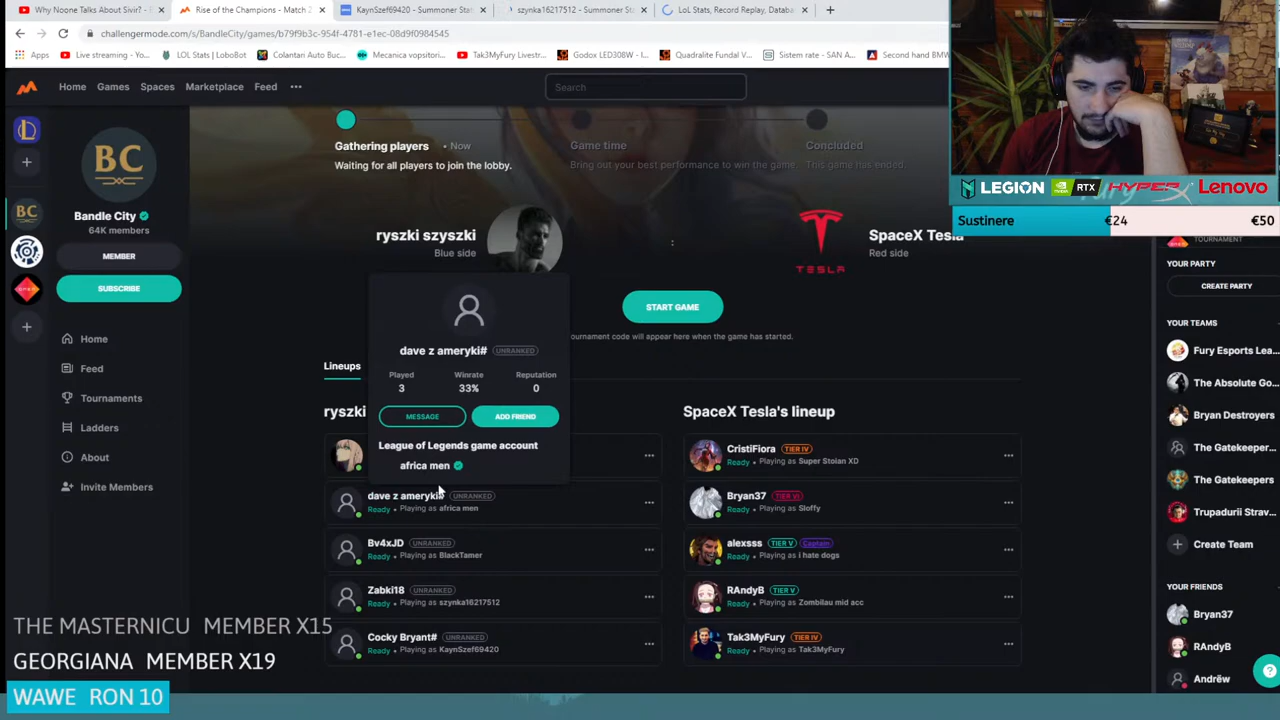 Why Noone Talks About Sivir?
Rise of the Champions - Match 2
KaynSzef69420 - Summoner Stat
szynka16217512 - Summoner Stat
LoL Stats, Record Replay, Databas
challengermode.com/s/BandleCity/games/b79f9b3c-954f-4781-e1ec-08d9f0984545
Apps
Live streaming - Yo...
LOL Stats | LoboBot
Colantari Auto Buc...
Mecanica vopsitori...
Tak3MyFury Livestr...
Godox LED308W - I...
Quadralite Fundal V...
Sistem rate - SAN A...
Second hand BMW
Home
Games
Spaces
Marketplace
Feed
Search
BC
Bandle City
64K members
MEMBER
SUBSCRIBE
Home
Feed
Tournaments
Ladders
About
Invite Members
Gathering players • Now
Waiting for all players to join the lobby.
Game time
Bring out your best performance to win the game.
Concluded
This game has ended.
ryszki szyszki
Blue side
:
TESLA
SpaceX Tesla
Red side
START GAME
tournament code will appear here when the game has started.
Lineups
dave z ameryki# UNRANKED
Played Winrate Reputation
3 33% 0
MESSAGE
ADD FRIEND
League of Legends game account
africa men
ryszki
dave z ameryki# UNRANKED
Ready • Playing as africa men
Bv4xJD UNRANKED
Ready • Playing as BlackTamer
Zabki18 UNRANKED
Ready • Playing as szynka16217512
Cocky Bryant# UNRANKED
Ready • Playing as KaynSzef69420
SpaceX Tesla's lineup
CristiFiora TIER IV
Ready • Playing as Super Stoian XD
Bryan37 TIER VI
Ready • Playing as Sloffy
alexsss TIER V Captain
Ready • Playing as i hate dogs
RAndyB TIER V
Ready • Playing as Zombilau mid acc
Tak3MyFury TIER IV
Ready • Playing as Tak3MyFury
LEGION NVIDIA RTX HYPERX Lenovo
Sustinere €24 €50
TOURNAMENT
YOUR PARTY
CREATE PARTY
YOUR TEAMS
Fury Esports Lea...
The Absolute Go...
Bryan Destroyers
The Gatekeeper...
The Gatekeepers
Trupadurii Strav...
Create Team
YOUR FRIENDS
Bryan37
RAndyB
Andrëw
THE MASTERNICU MEMBER X15
GEORGIANA MEMBER X19
WAWE RON 10